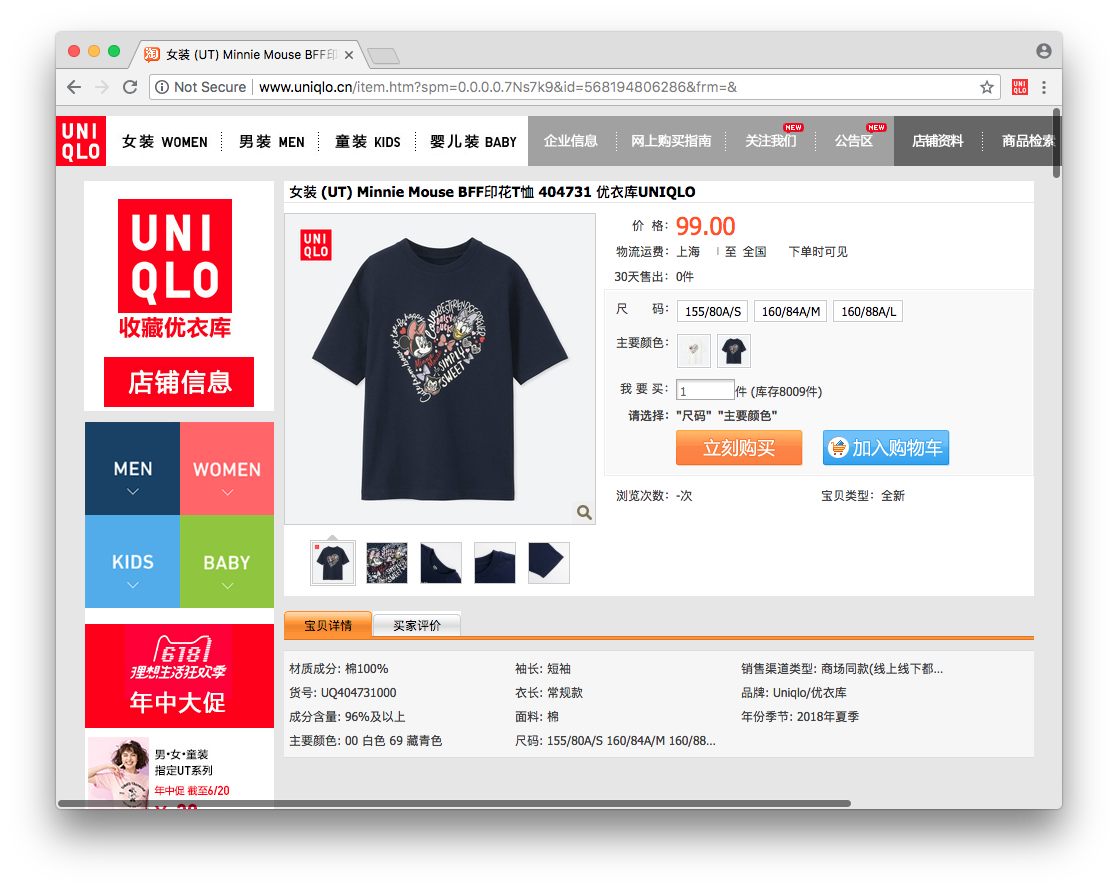 女装 (UT) Minnie Mouse BFF印
Not Secure
www.uniqlo.cn/item.htm?spm=0.0.0.0.7Ns7k9&id=568194806286&frm=&
UNI
QLO
UNI
QLO
女装 WOMEN
男装 MEN
童装 KIDS
婴儿装 BABY
企业信息
网上购买指南
关注我们
NEW
公告区
NEW
店铺资料
商品检索
UNI
QLO
收藏优衣库
店铺信息
MEN
WOMEN
KIDS
BABY
618
理想生活狂欢季
年中大促
男•女•童装
指定UT系列
年中促 截至6/20
女装 (UT) Minnie Mouse BFF印花T恤 404731 优衣库UNIQLO
UNI
QLO
BEST FRIENDS FOREVER
Love
DAISY
DUCK
SIMPLY
SWEET
价 格： 99.00
物流运费： 上海 至 全国 下单时可见
30天售出： 0件
尺 码： 155/80A/S 160/84A/M 160/88A/L
主要颜色：
我 要 买： 1 件 (库存8009件)
请选择： "尺码" "主要颜色"
立刻购买
加入购物车
浏览次数： -次
宝贝类型： 全新
宝贝详情
买家评价
材质成分: 棉100%
袖长: 短袖
销售渠道类型: 商场同款(线上线下都...
货号: UQ404731000
衣长: 常规款
品牌: Uniqlo/优衣库
成分含量: 96%及以上
面料: 棉
年份季节: 2018年夏季
主要颜色: 00 白色 69 藏青色
尺码: 155/80A/S 160/84A/M 160/88...